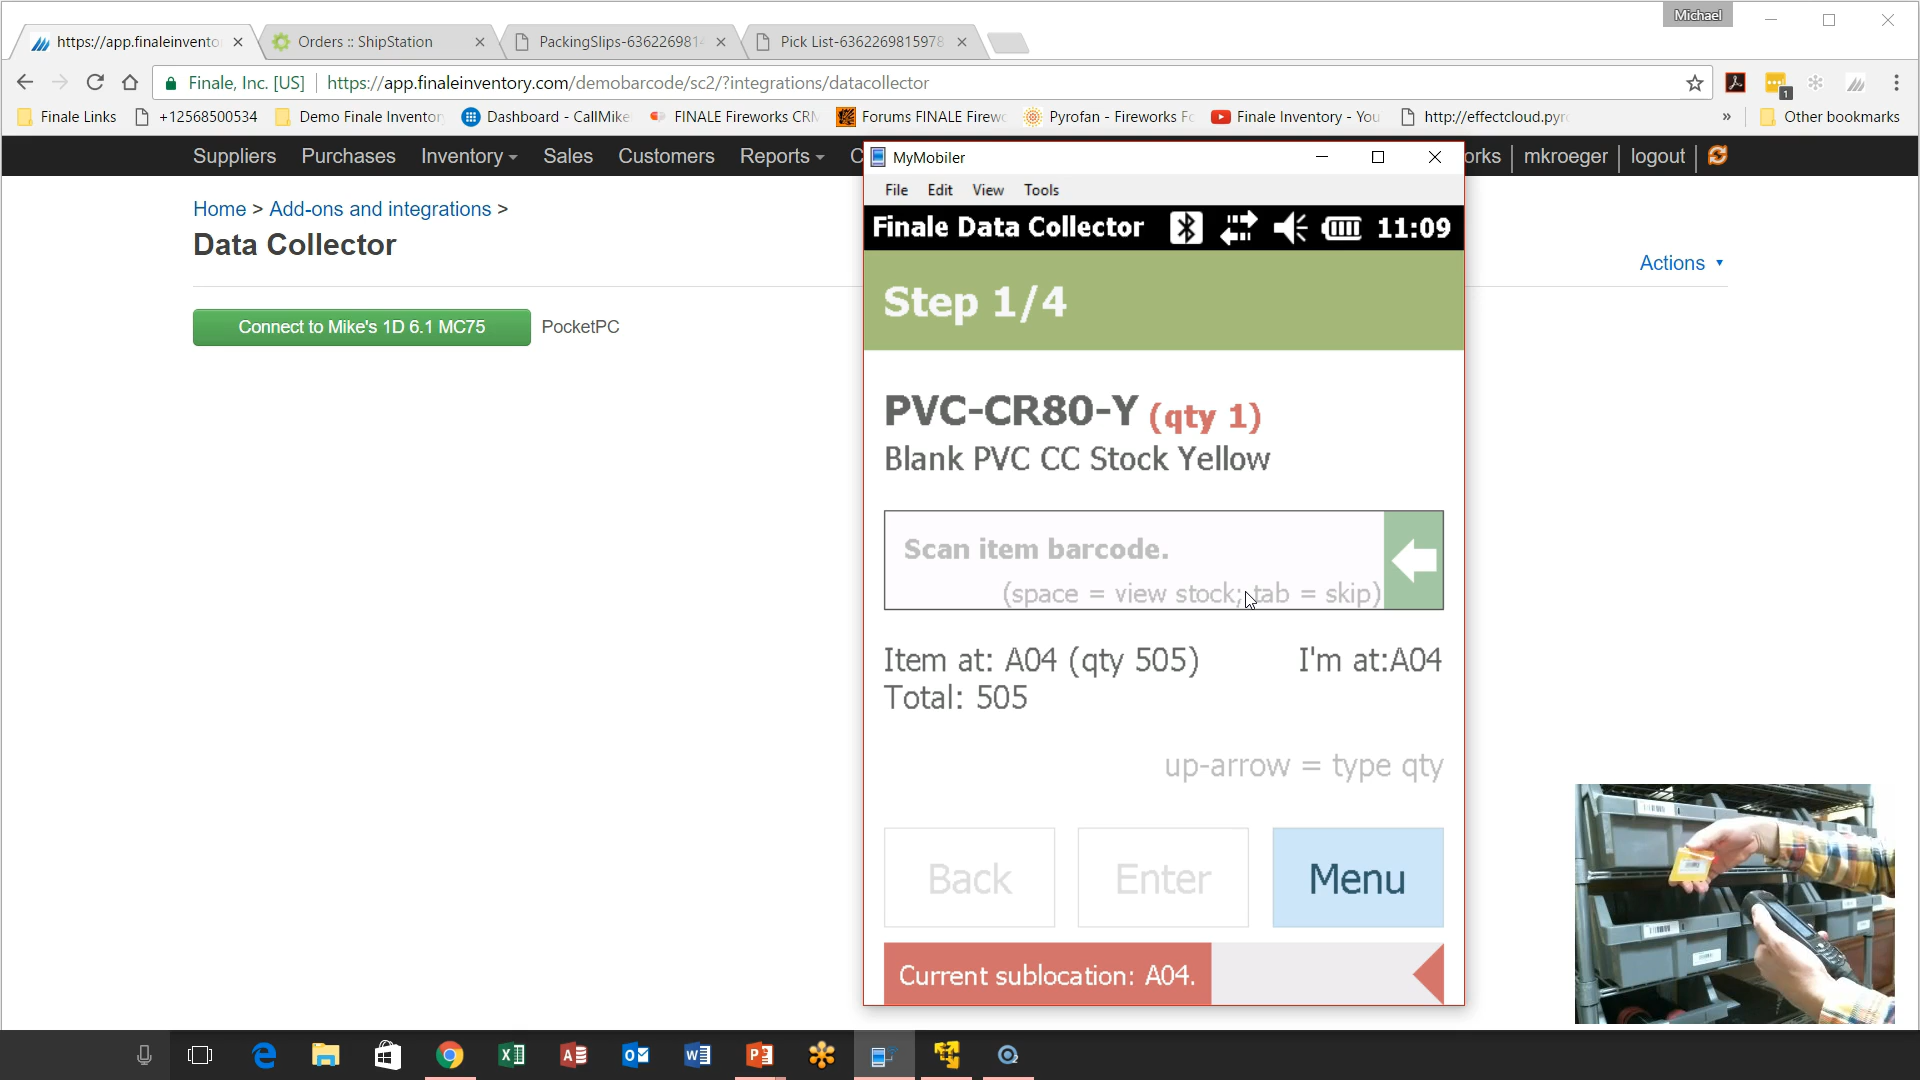 Michael
https://app.finaleinvento
Orders :: ShipStation
PackingSlips-6362269814
Pick List-6362269815978
Finale, Inc. [US]
https://app.finaleinventory.com/demobarcode/sc2/?integrations/datacollector
1
Finale Links
+12568500534
Demo Finale Inventor
Dashboard - CallMike
FINALE Fireworks CRM
Forums FINALE Firew
Pyrofan - Fireworks Fo
Finale Inventory - You
http://effectcloud.pyr
»
Other bookmarks
Suppliers
Purchases
Inventory
Sales
Customers
Reports
C
orks
mkroeger
logout
MyMobiler
File
Edit
View
Tools
Home > Add-ons and integrations >
Data Collector
Actions
Connect to Mike's 1D 6.1 MC75
PocketPC
Finale Data Collector
11:09
Step 1/4
PVC-CR80-Y (qty 1)
Blank PVC CC Stock Yellow
Scan item barcode.
(space = view stock; tab = skip)
Item at: A04 (qty 505)
I'm at:A04
Total: 505
up-arrow = type qty
Back
Enter
Menu
Current sublocation: A04.